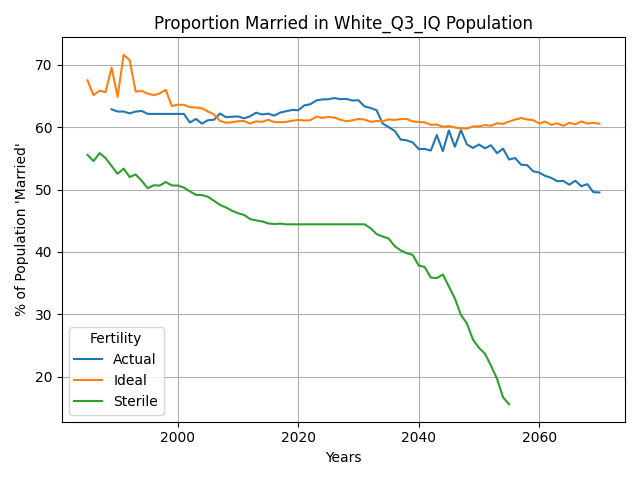 Proportion Married in White_Q3_IQ Population
% of Population 'Married'
70
60
50
40
30
20
Fertility
Actual
Ideal
Sterile
2000 2020 2040 2060
Years